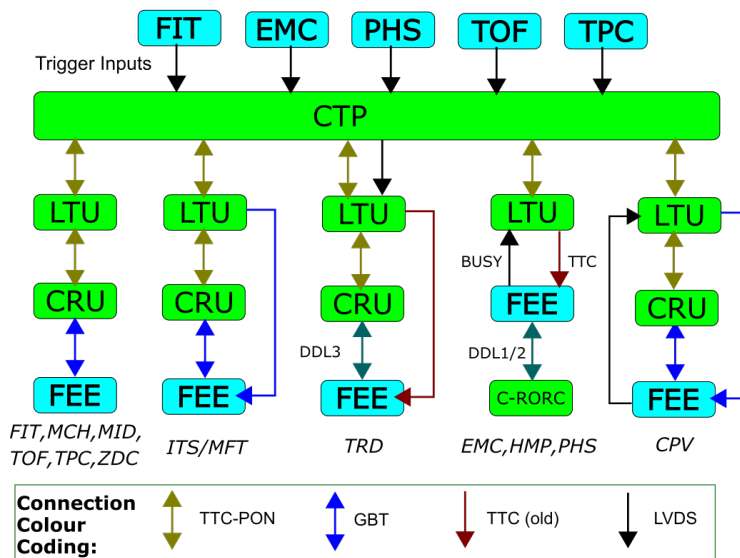 FIT EMC PHS TOF TPC
Trigger Inputs
CTP
LTU LTU LTU LTU LTU
BUSY TTC
CRU CRU CRU FEE CRU
DDL3 DDL1/2
FEE FEE FEE C-RORC FEE
FIT,MCH,MID,
TOF,TPC,ZDC
ITS/MFT
TRD
EMC,HMP,PHS
CPV
Connection
Colour
Coding:
TTC-PON
GBT
TTC (old)
LVDS